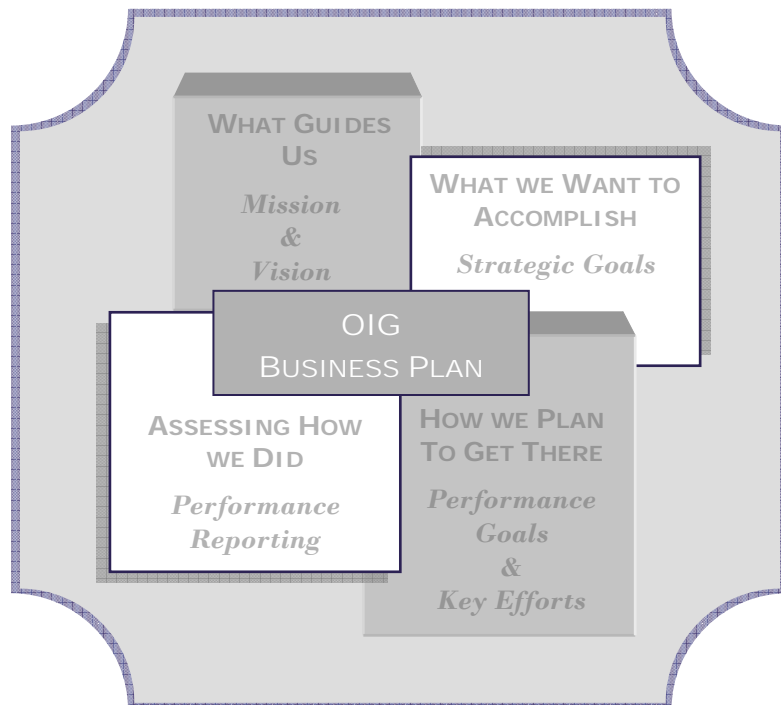 WHAT GUIDES
US
Mission
&
Vision
WHAT WE WANT TO
ACCOMPLISH
Strategic Goals
OIG
BUSINESS PLAN
ASSESSING HOW
WE DID
Performance
Reporting
HOW WE PLAN
TO GET THERE
Performance
Goals
&
Key Efforts